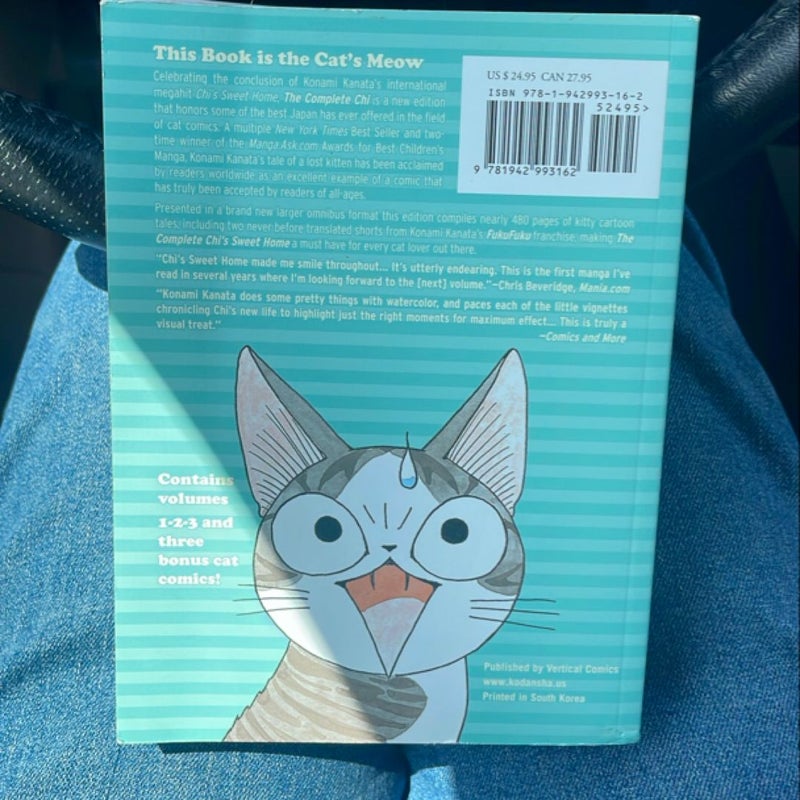 This Book is the Cat's Meow
Celebrating the conclusion of Konami Kanata's international
megahit Chi's Sweet Home, The Complete Chi is a new edition
that honors some of the best Japan has ever offered in the field
of cat comics. A multiple New York Times Best Seller and two-
time winner of the Manga.Ask.com Awards for Best Children's
Manga, Konami Kanata's tale of a lost kitten has been acclaimed
by readers worldwide as an excellent example of a comic that
has truly been accepted by readers of all-ages.
US $ 24.95 CAN 27.95
ISBN 978-1-942993-16-2
52495>
9 781942 993162
Presented in a brand new larger omnibus format this edition compiles nearly 480 pages of kitty cartoon
tales, including two never before translated shorts from Konami Kanata's FukuFuku franchise, making The
Complete Chi's Sweet Home a must have for every cat lover out there.
"Chi's Sweet Home made me smile throughout... It's utterly endearing. This is the first manga I've
read in several years where I'm looking forward to the [next] volume."—Chris Beveridge, Mania.com
"Konami Kanata does some pretty things with watercolor, and paces each of the little vignettes
chronicling Chi's new life to highlight just the right moments for maximum effect... This is truly a
visual treat."
—Comics and More
Contains
volumes
1-2-3 and
three
bonus cat
comics!
Published by Vertical Comics
www.kodansha.us
Printed in South Korea